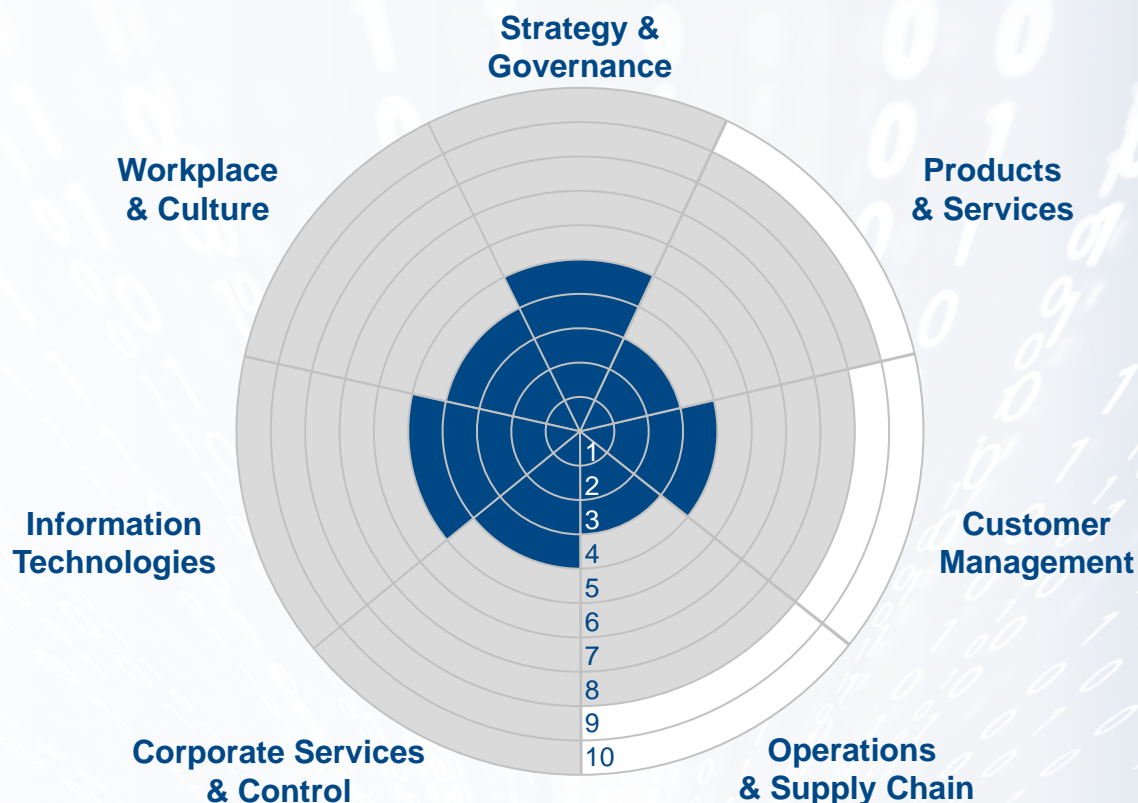 Strategy &
Governance
Workplace
& Culture
Products
& Services
1
2
3
4
5
6
7
8
9
10
Information
Technologies
Customer
Management
Corporate Services
& Control
Operations
& Supply Chain